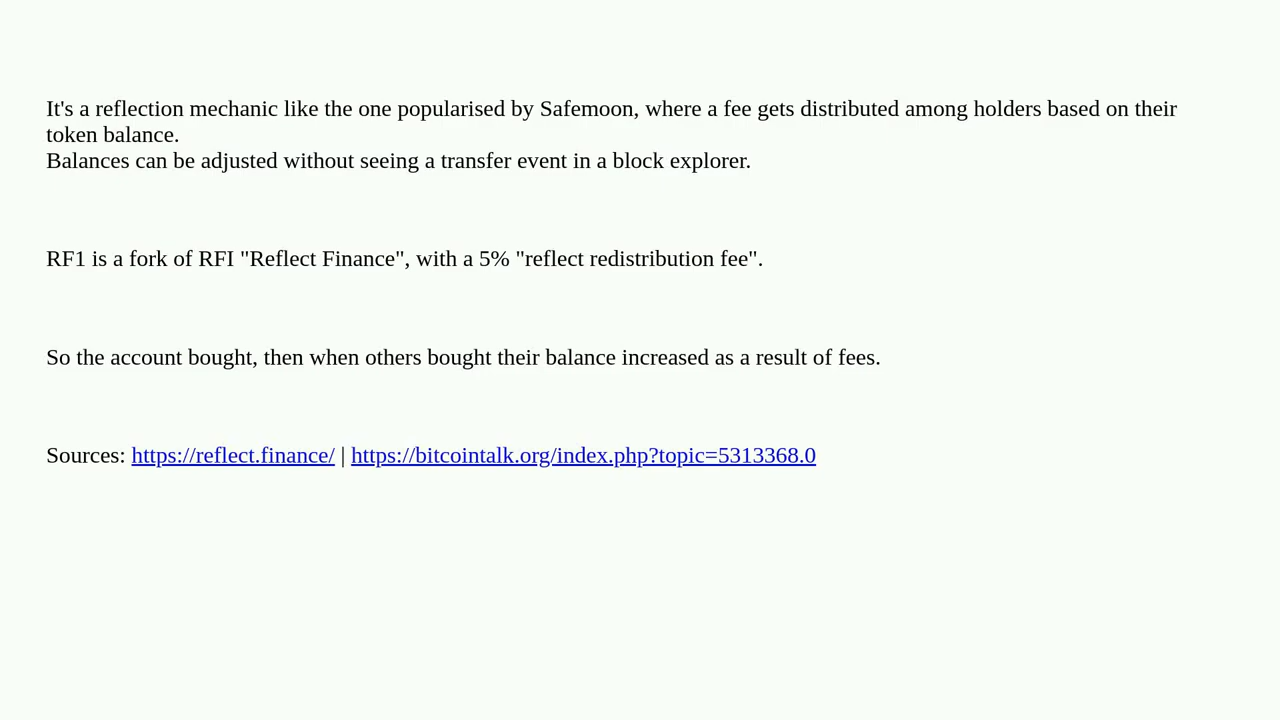 It's a reflection mechanic like the one popularised by Safemoon, where a fee gets distributed among holders based on their
token balance.
Balances can be adjusted without seeing a transfer event in a block explorer.
RF1 is a fork of RFI "Reflect Finance", with a 5% "reflect redistribution fee".
So the account bought, then when others bought their balance increased as a result of fees.
Sources: https://reflect.finance/ | https://bitcointalk.org/index.php?topic=5313368.0